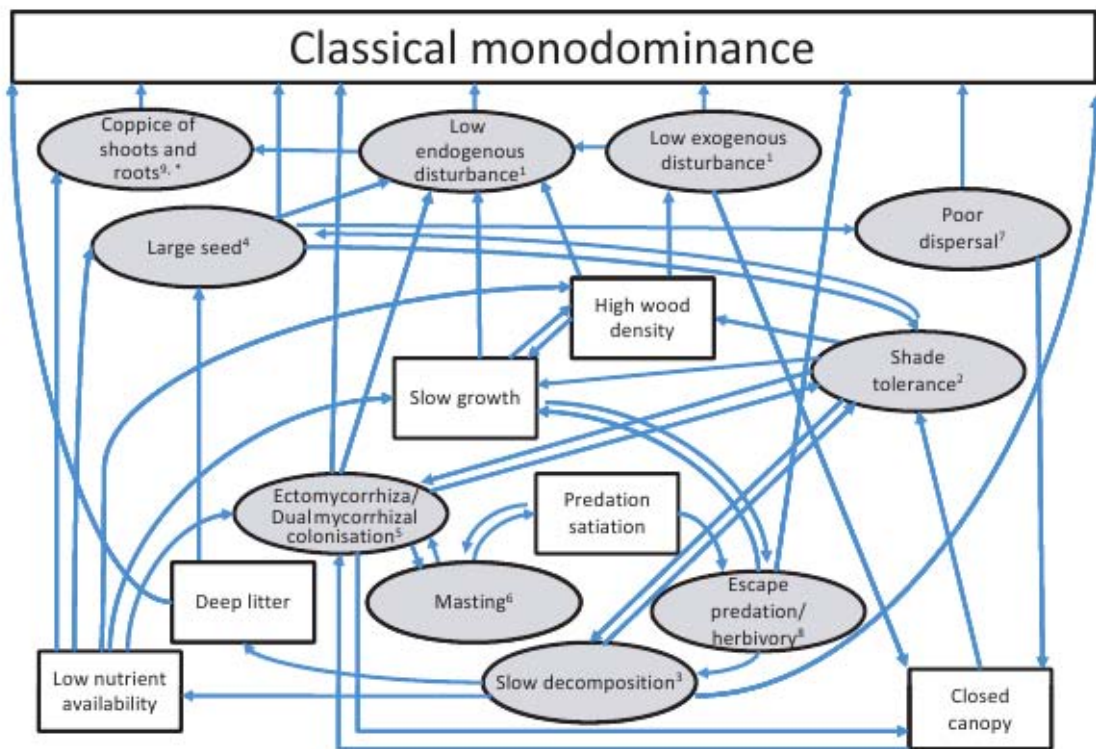 Classical monodominance
Coppice of
shoots and
roots⁹, *
Low
endogenous
disturbance¹
Low exogenous
disturbance¹
Large seed⁴
Poor
dispersal⁷
High wood
density
Shade
tolerance²
Slow growth
Ectomycorrhiza/
Dual mycorrhizal
colonisation⁵
Predation
satiation
Deep litter
Masting⁶
Escape
predation/
herbivory⁸
Low nutrient
availability
Slow decomposition³
Closed
canopy